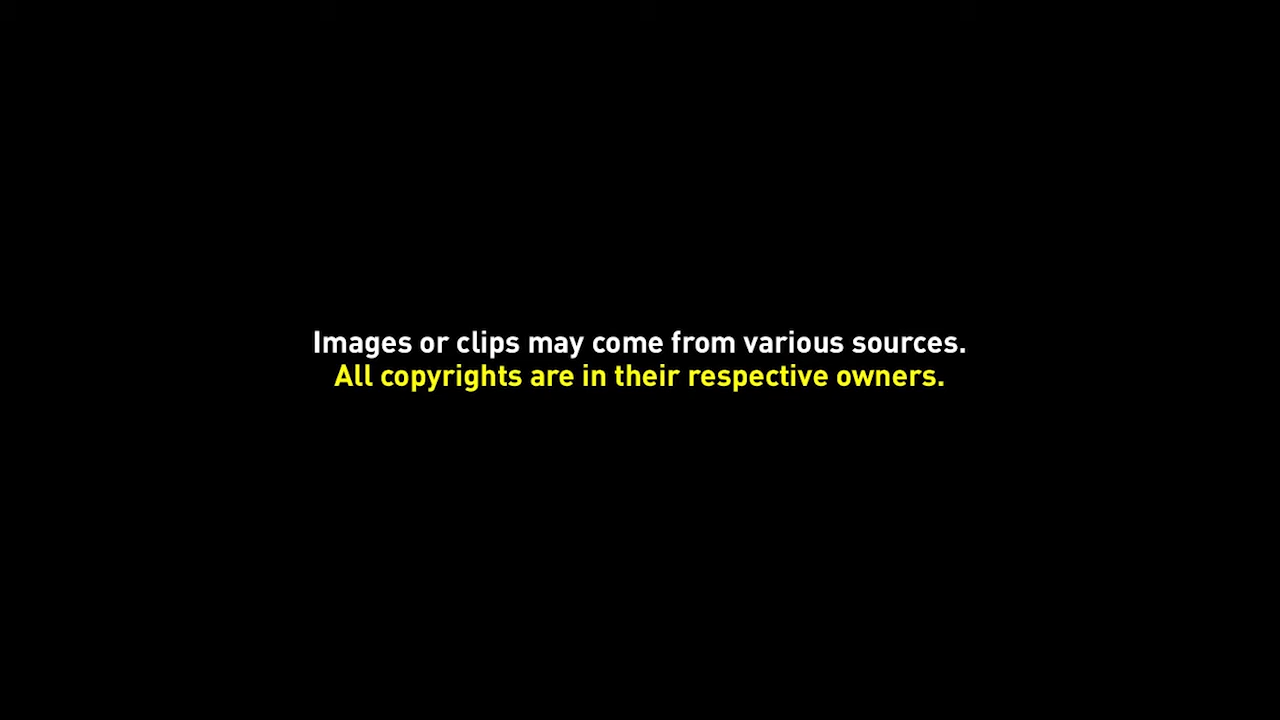 Images or clips may come from various sources.
All copyrights are in their respective owners.